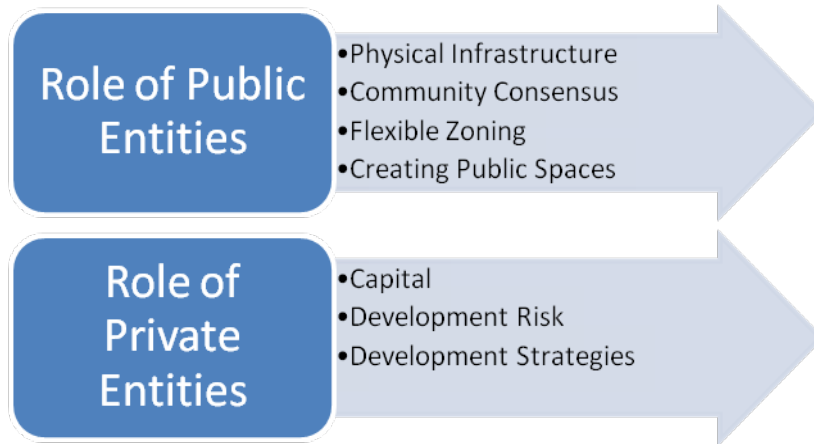 Role of Public
Entities
•Physical Infrastructure
•Community Consensus
•Flexible Zoning
•Creating Public Spaces
Role of
Private
Entities
•Capital
•Development Risk
•Development Strategies